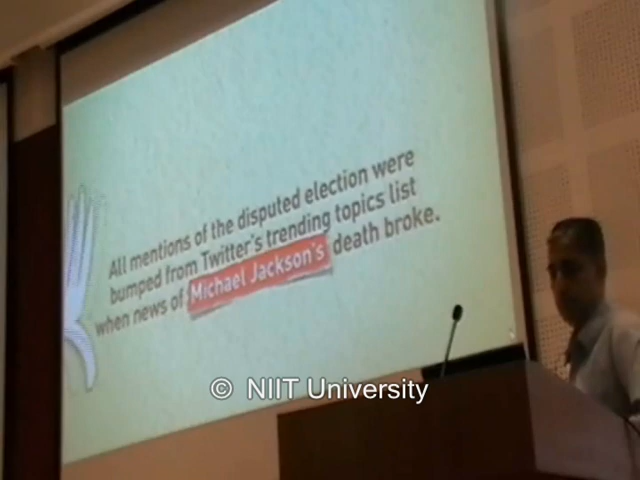 All mentions of the disputed election were
bumped from Twitter's trending topics list
when news of Michael Jackson's death broke.
© NIIT University